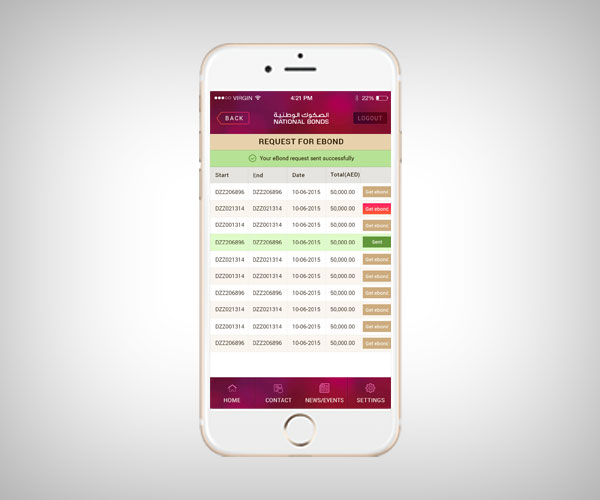 VIRGIN 4:21 PM 22%
BACK الصكوك الوطنية LOGOUT
NATIONAL BONDS
REQUEST FOR EBOND
Your eBond request sent successfully
Start End Date Total(AED)
DZZ206896 DZZ206896 10-06-2015 50,000.00 Get ebond
DZZ021314 DZZ021314 10-06-2015 50,000.00 Get ebond
DZZ001314 DZZ001314 10-06-2015 50,000.00 Get ebond
DZZ206896 DZZ206896 10-06-2015 50,000.00 Sent
DZZ021314 DZZ021314 10-06-2015 50,000.00 Get ebond
DZZ001314 DZZ001314 10-06-2015 50,000.00 Get ebond
DZZ206896 DZZ206896 10-06-2015 50,000.00 Get ebond
DZZ021314 DZZ021314 10-06-2015 50,000.00 Get ebond
DZZ001314 DZZ001314 10-06-2015 50,000.00 Get ebond
DZZ206896 DZZ206896 10-06-2015 50,000.00 Get ebond
HOME CONTACT NEWS/EVENTS SETTINGS